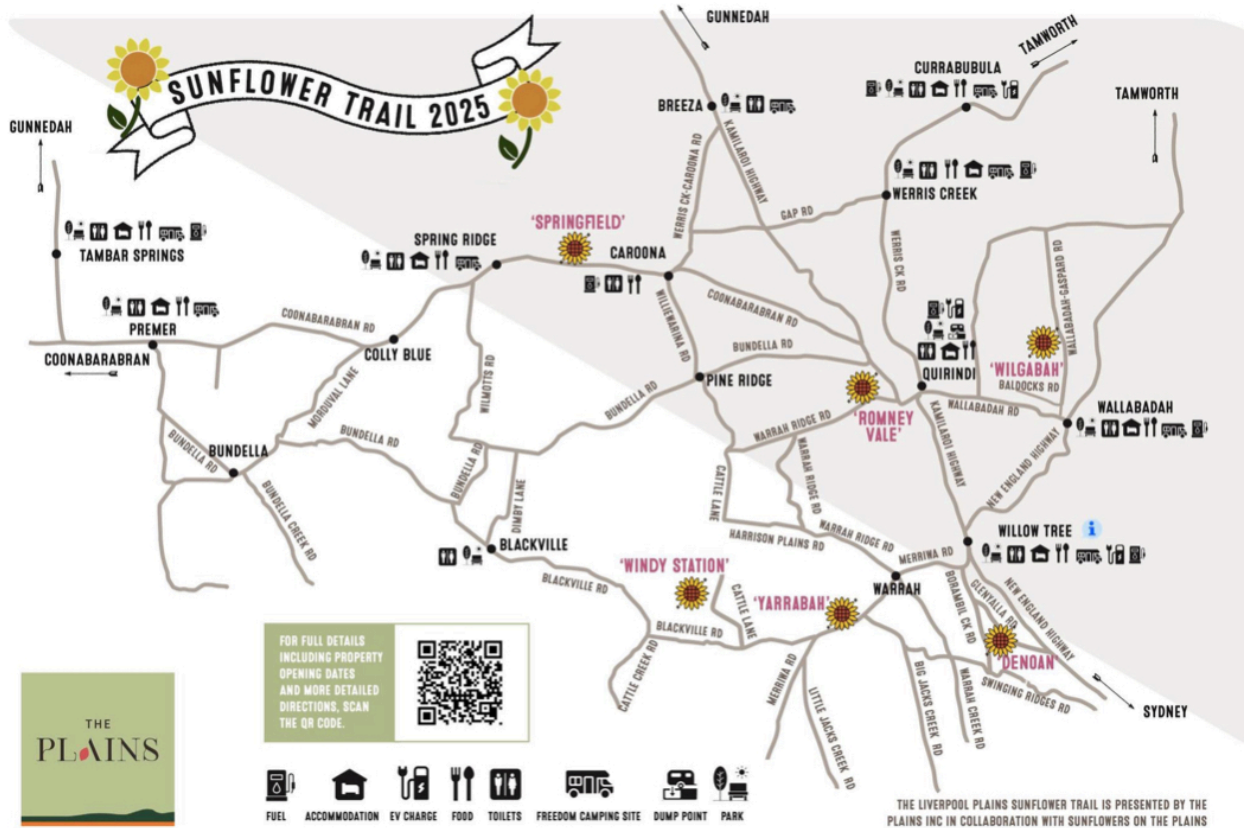 SUNFLOWER TRAIL 2025
GUNNEDAH
GUNNEDAH
TAMWORTH
TAMWORTH
CURRABUBULA
BREEZA
KAMILAROI HIGHWAY
WERRIS CK-CAROONA RD
GAP RD
WERRIS CREEK
WERRIS CK RD
'SPRINGFIELD'
SPRING RIDGE
CAROONA
TAMBAR SPRINGS
PREMER
COONABARABRAN
COONABARABRAN RD
COLLY BLUE
MORDUVAL LANE
WILMOTTS RD
WILLIEWARINA RD
COONABARABRAN RD
BUNDELLA RD
PINE RIDGE
BUNDELLA RD
QUIRINDI
'WILGABAH'
BALDOCKS RD
WALLABADAH-GASPARD RD
WALLABADAH RD
WALLABADAH
'ROMNEY
VALE'
WARRAH RIDGE RD
WARRAH RIDGE RD
KAMILAROI HIGHWAY
NEW ENGLAND HIGHWAY
BUNDELLA RD
BUNDELLA
BUNDELLA RD
BUNDELLA RD
BUNDELLA CREEK RD
DIMBY LANE
BLACKVILLE
CATTLE LANE
HARRISON PLAINS RD
WARRAH RIDGE RD
MERRIWA RD
WILLOW TREE
i
WARRAH
'WINDY STATION'
BLACKVILLE RD
CATTLE LANE
BLACKVILLE RD
CATTLE CREEK RD
'YARRABAH'
BORAMBIL CK RD
GLENYALLA RD
NEW ENGLAND HIGHWAY
'DENOAN'
SWINGING RIDGES RD
MERRIWA RD
LITTLE JACKS CREEK RD
BIG JACKS CREEK RD
WARRAH CREEK RD
SYDNEY
FOR FULL DETAILS
INCLUDING PROPERTY
OPENING DATES
AND MORE DETAILED
DIRECTIONS, SCAN
THE QR CODE.
THE
PLAINS
FUEL
ACCOMMODATION
EV CHARGE
FOOD
TOILETS
FREEDOM CAMPING SITE
DUMP POINT
PARK
THE LIVERPOOL PLAINS SUNFLOWER TRAIL IS PRESENTED BY THE
PLAINS INC IN COLLABORATION WITH SUNFLOWERS ON THE PLAINS